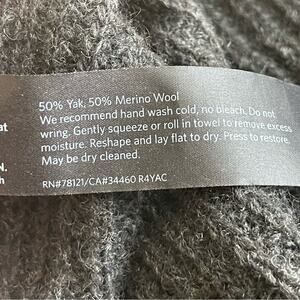 50% Yak, 50% Merino Wool
We recommend hand wash cold, no bleach. Do not
wring. Gently squeeze or roll in towel to remove excess
moisture. Reshape and lay flat to dry. Press to restore.
May be dry cleaned.
RN#78121/CA#34460 R4YAC
at
N.
h